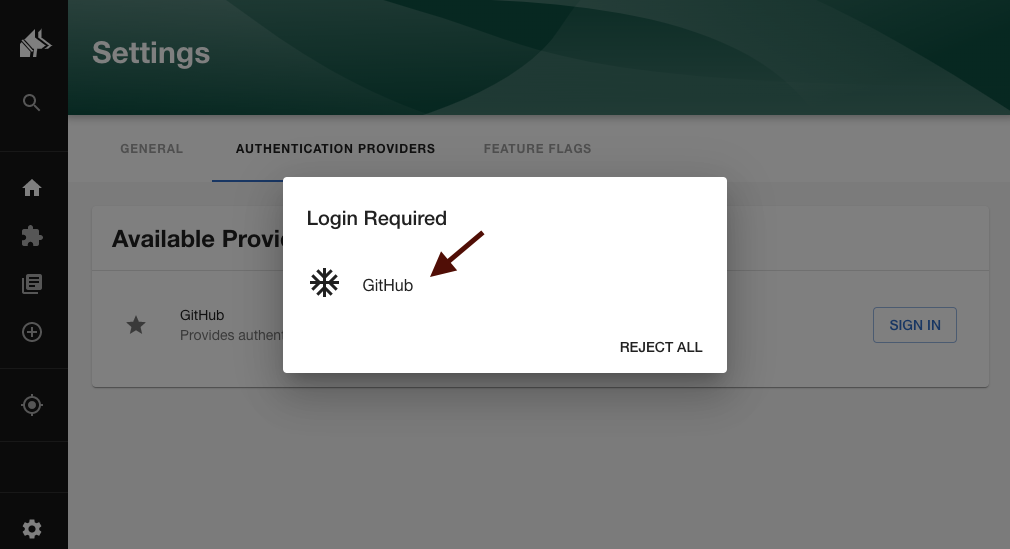 Settings
GENERAL
AUTHENTICATION PROVIDERS
FEATURE FLAGS
Login Required
GitHub
REJECT ALL
Available Provi
GitHub
Provides authent
SIGN IN